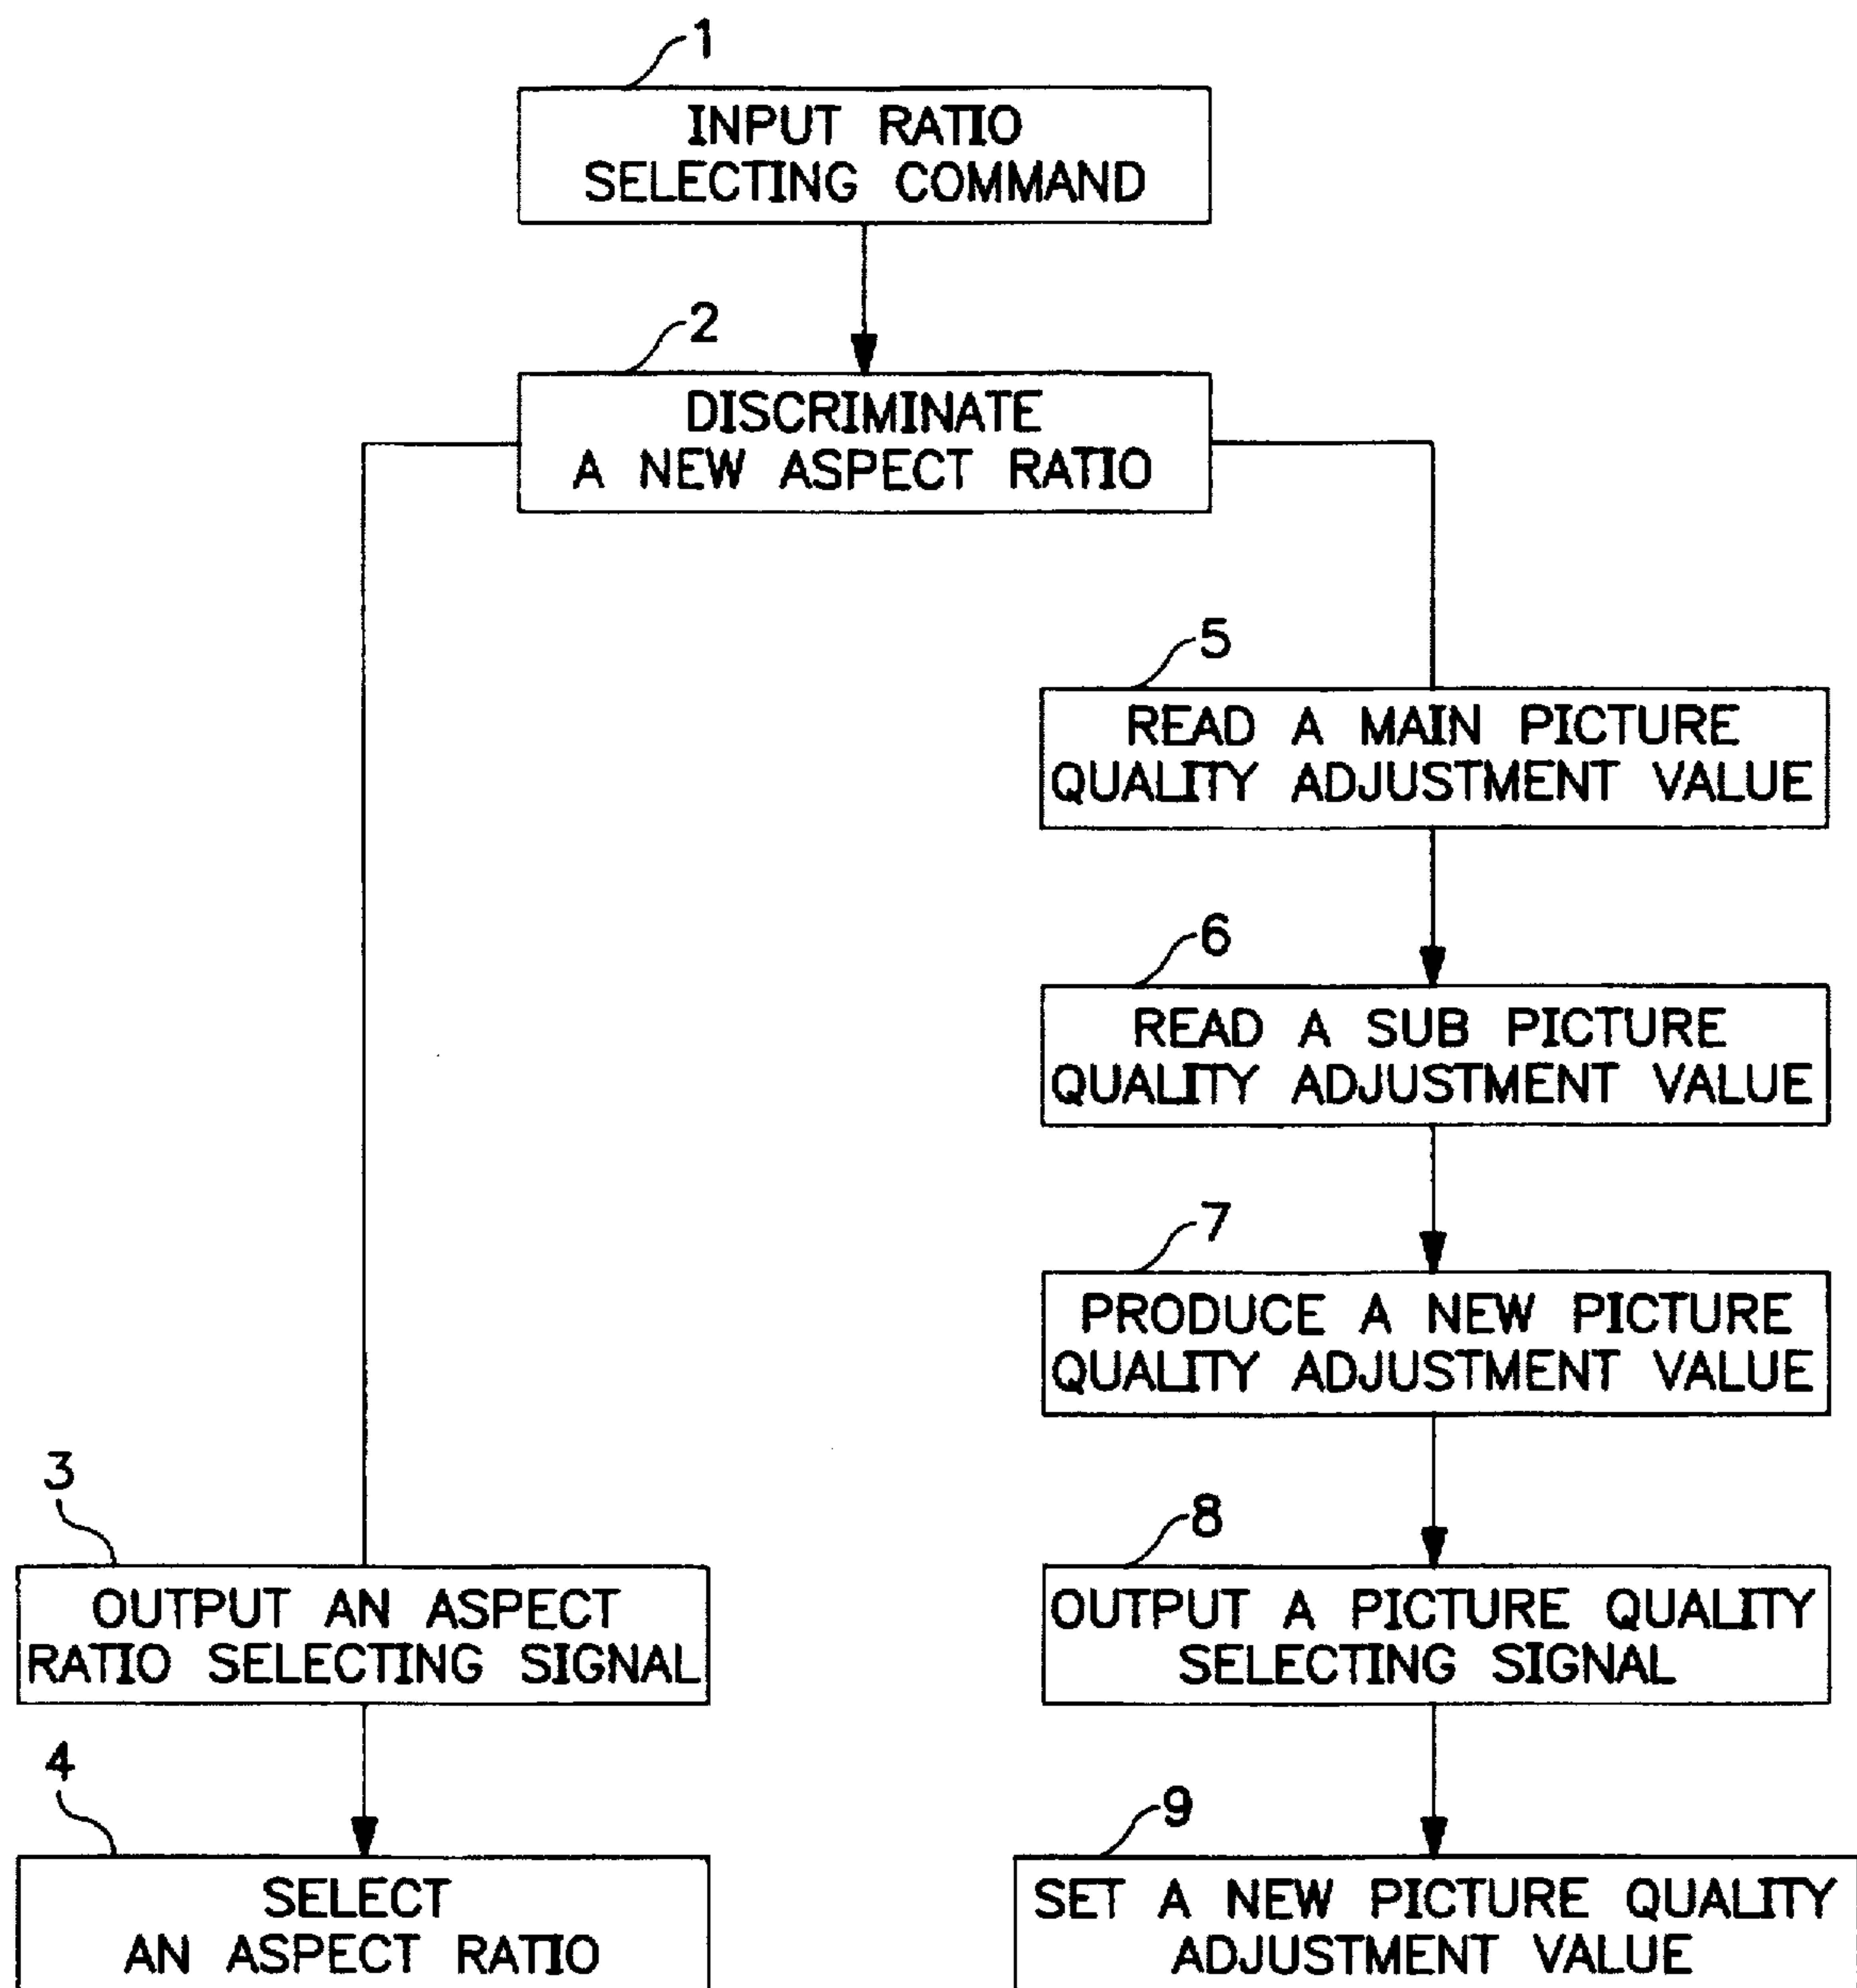 1
INPUT RATIO
SELECTING COMMAND
2
DISCRIMINATE
A NEW ASPECT RATIO
5
READ A MAIN PICTURE
QUALITY ADJUSTMENT VALUE
6
READ A SUB PICTURE
QUALITY ADJUSTMENT VALUE
7
PRODUCE A NEW PICTURE
QUALITY ADJUSTMENT VALUE
3
OUTPUT AN ASPECT
RATIO SELECTING SIGNAL
8
OUTPUT A PICTURE QUALITY
SELECTING SIGNAL
4
SELECT
AN ASPECT RATIO
9
SET A NEW PICTURE QUALITY
ADJUSTMENT VALUE